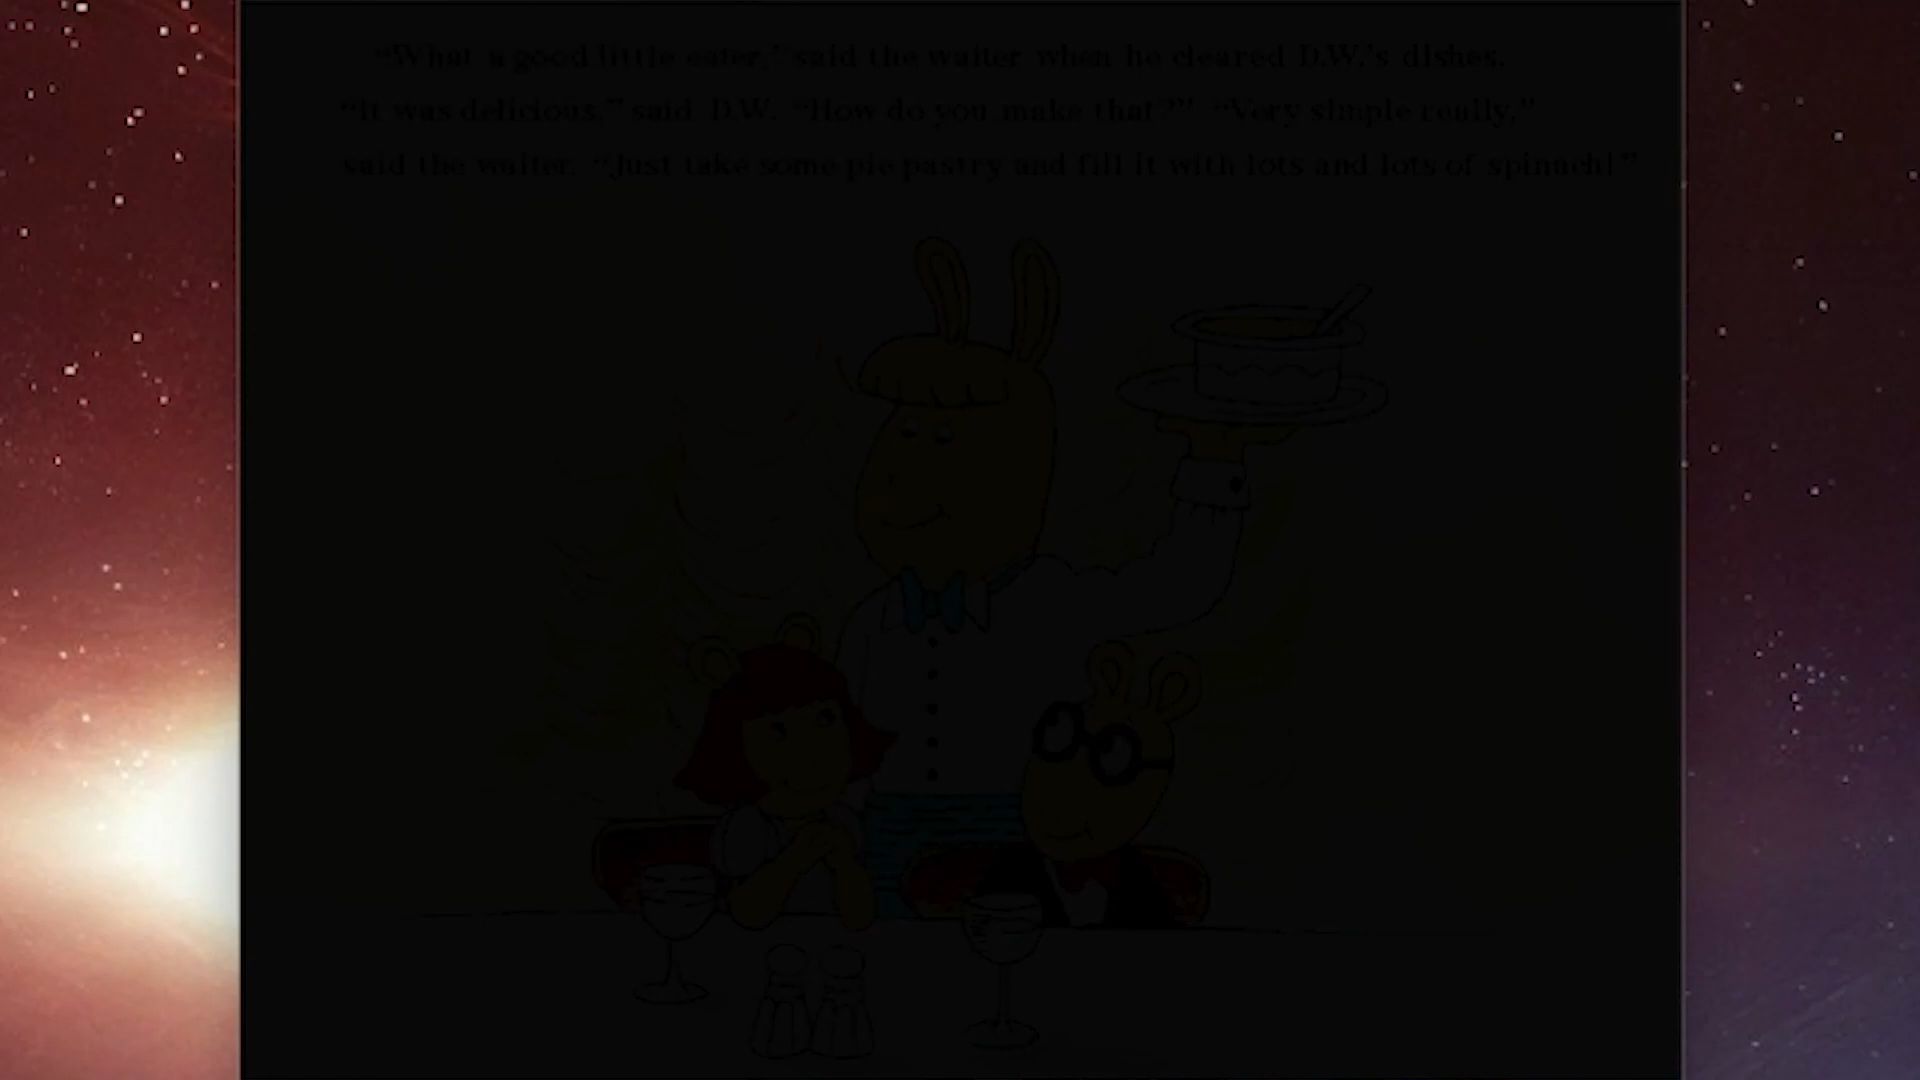 “What a good little eater,” said the waiter when he cleared D.W.’s dishes.
“It was delicious,” said D.W. “How do you make that?” “Very simple really,”
said the waiter. “Just take some pie pastry and fill it with lots and lots of spinach!”